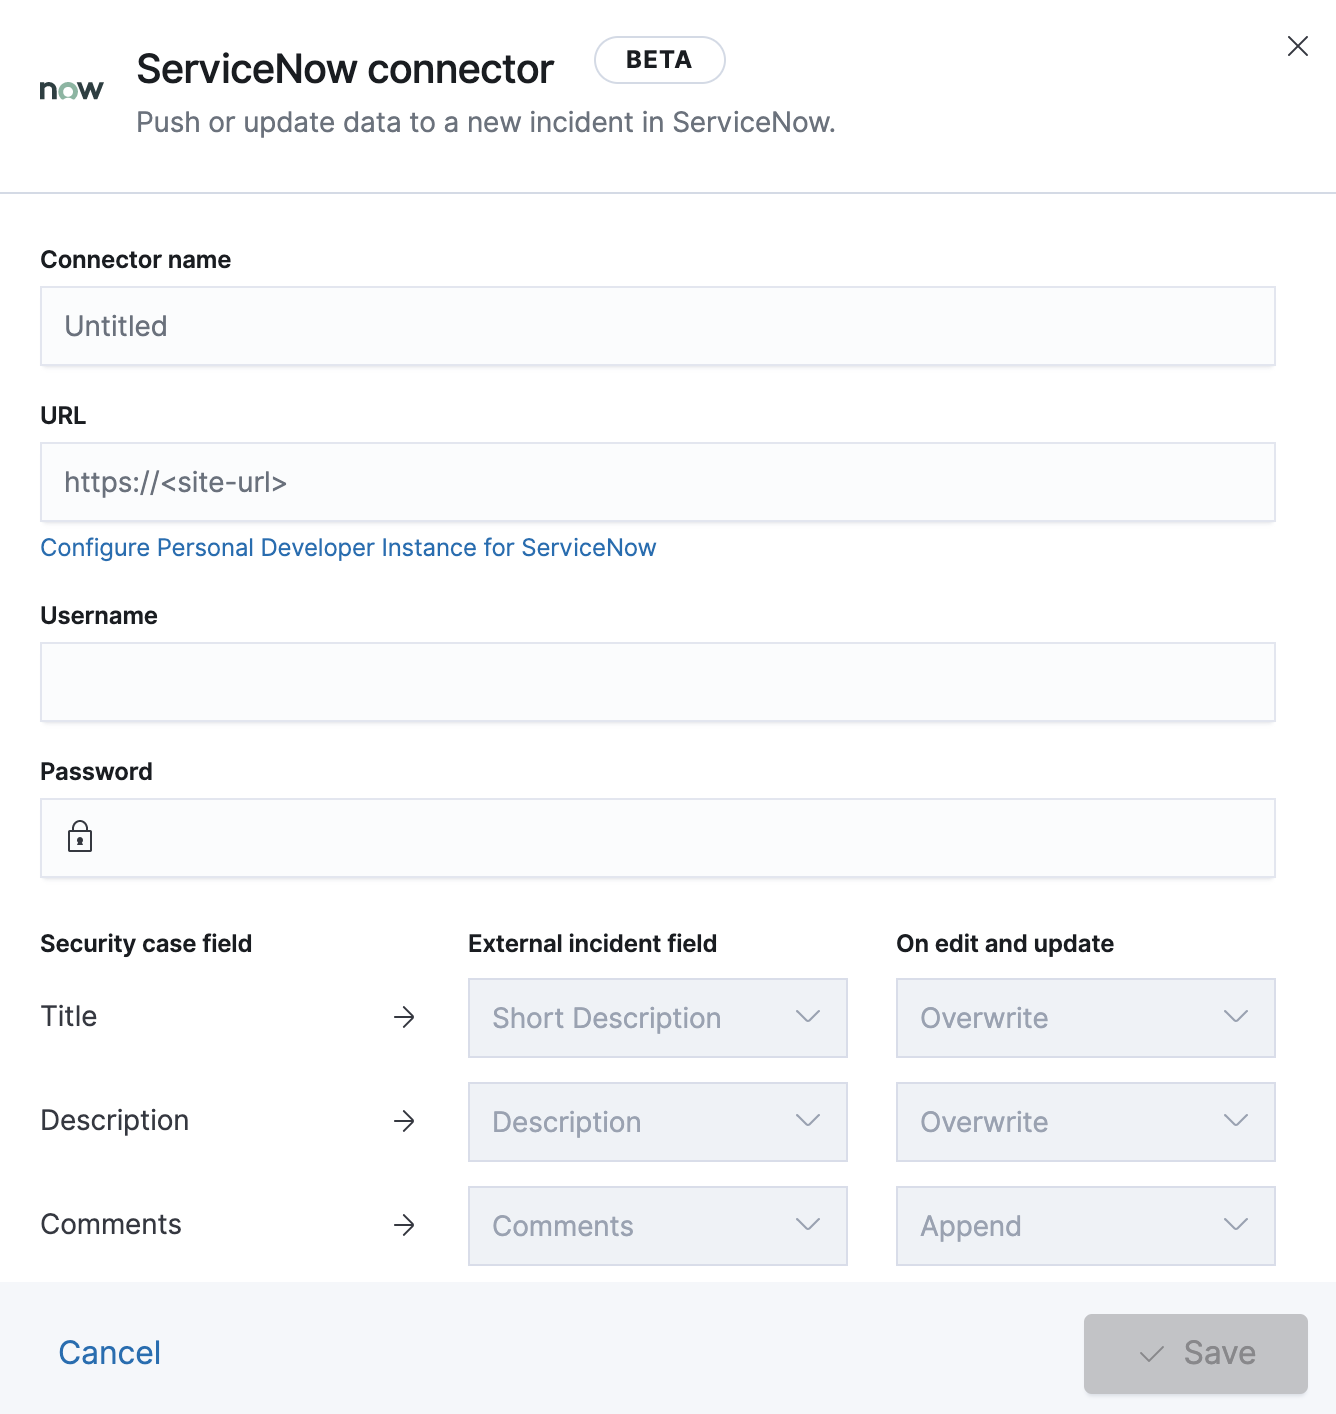 now
ServiceNow connector BETA
Push or update data to a new incident in ServiceNow.
Connector name
Untitled
URL
https://<site-url>
Configure Personal Developer Instance for ServiceNow
Username
Password
Security case field External incident field On edit and update
Title → Short Description Overwrite
Description → Description Overwrite
Comments → Comments Append
Cancel Save